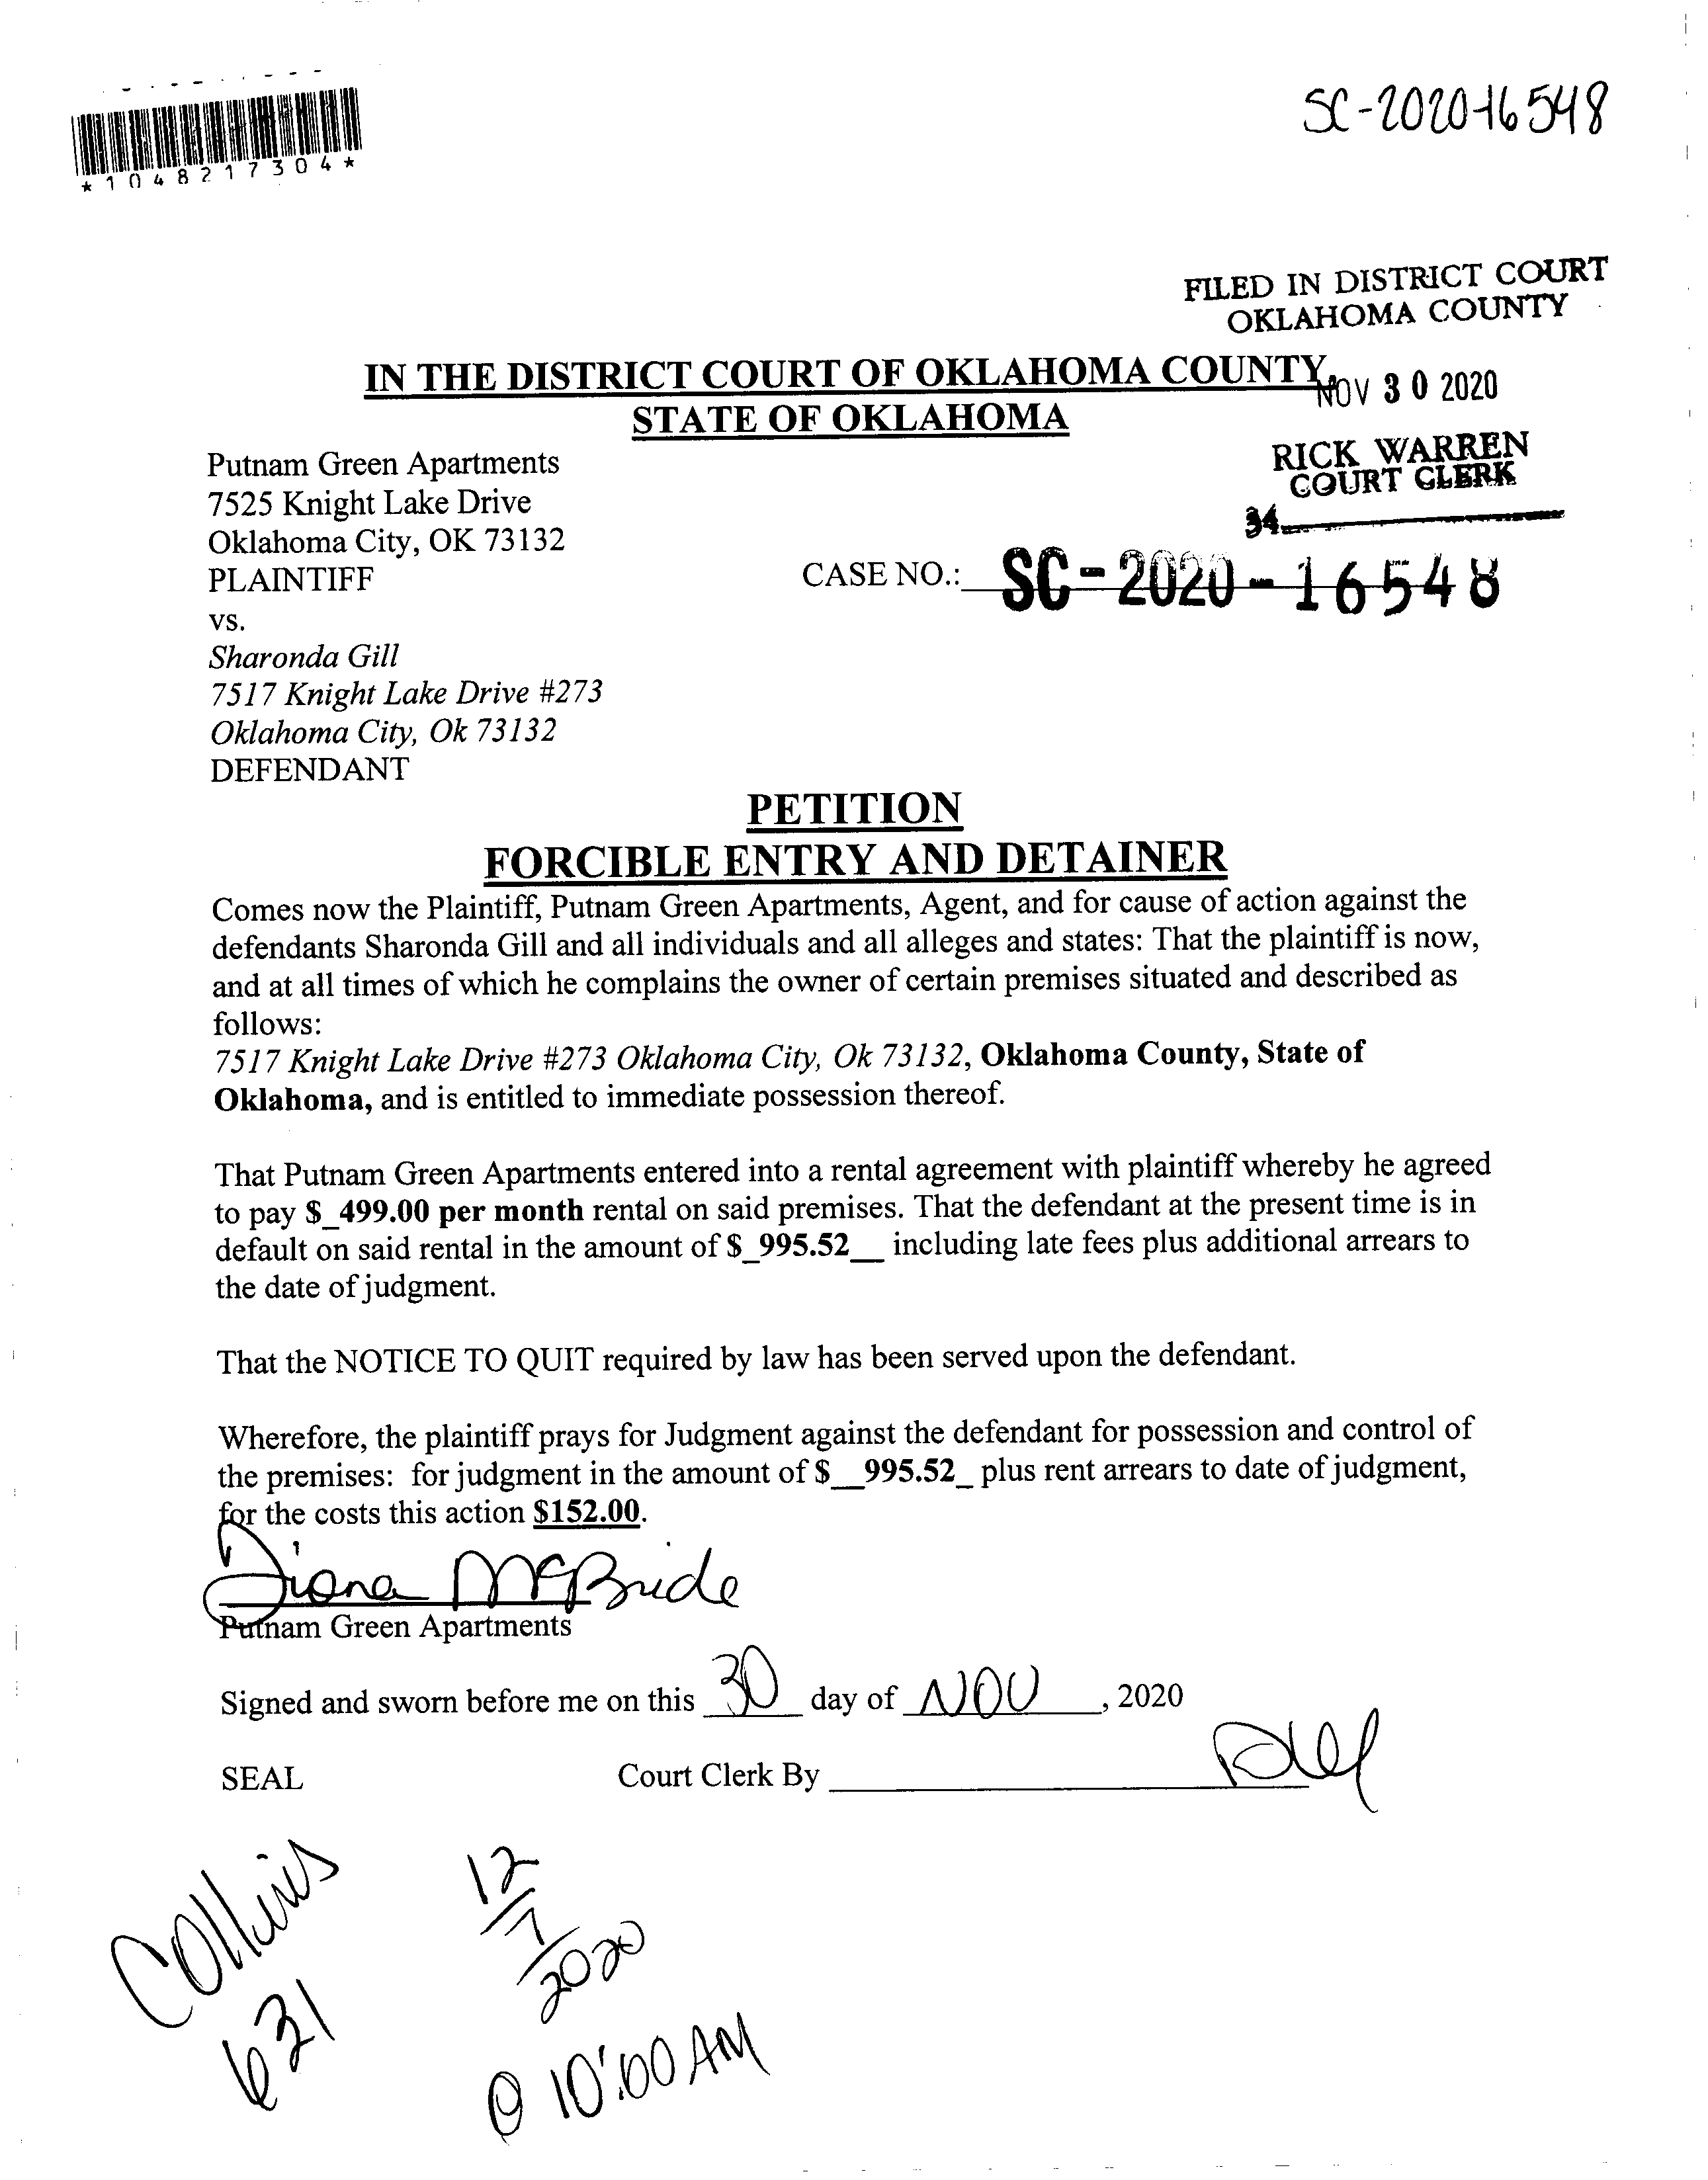 *1048217304*
SC-2020-16548
FILED IN DISTRICT COURT
OKLAHOMA COUNTY
IN THE DISTRICT COURT OF OKLAHOMA COUNTY,
NOV 30 2020
STATE OF OKLAHOMA
RICK WARREN
COURT CLERK
34
Putnam Green Apartments
7525 Knight Lake Drive
Oklahoma City, OK 73132
PLAINTIFF
CASE NO.: SC-2020-16548
vs.
Sharonda Gill
7517 Knight Lake Drive #273
Oklahoma City, Ok 73132
DEFENDANT
PETITION
FORCIBLE ENTRY AND DETAINER
Comes now the Plaintiff, Putnam Green Apartments, Agent, and for cause of action against the
defendants Sharonda Gill and all individuals and all alleges and states: That the plaintiff is now,
and at all times of which he complains the owner of certain premises situated and described as
follows:
7517 Knight Lake Drive #273 Oklahoma City, Ok 73132, Oklahoma County, State of
Oklahoma, and is entitled to immediate possession thereof.
That Putnam Green Apartments entered into a rental agreement with plaintiff whereby he agreed
to pay $_499.00 per month rental on said premises. That the defendant at the present time is in
default on said rental in the amount of $_995.52__ including late fees plus additional arrears to
the date of judgment.
That the NOTICE TO QUIT required by law has been served upon the defendant.
Wherefore, the plaintiff prays for Judgment against the defendant for possession and control of
the premises: for judgment in the amount of $__995.52_ plus rent arrears to date of judgment,
for the costs this action $152.00.
Diana McBride
Putnam Green Apartments
Signed and sworn before me on this 30 day of NOV, 2020
SEAL Court Clerk By
Collins
631
12/7/2020
@ 10:00 AM